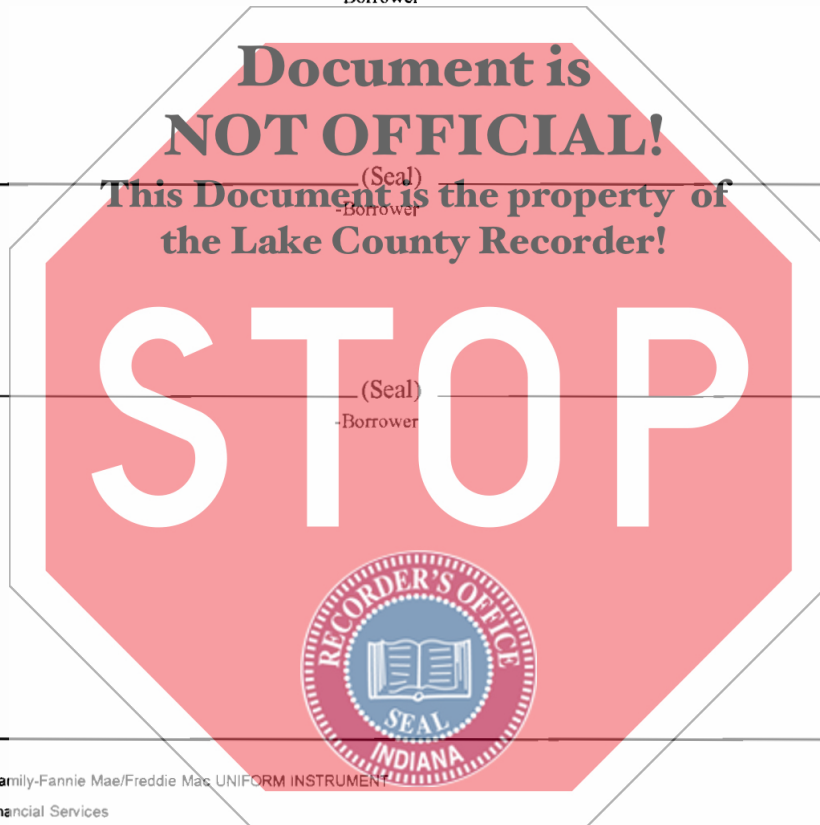 -Borrower
Document is
NOT OFFICIAL!
(Seal)
This Document is the property of
-Borrower
the Lake County Recorder!
STOP
(Seal)
-Borrower
RECORDER'S OFFICE
SEAL
INDIANA
amily-Fannie Mae/Freddie Mac UNIFORM INSTRUMENT
ancial Services